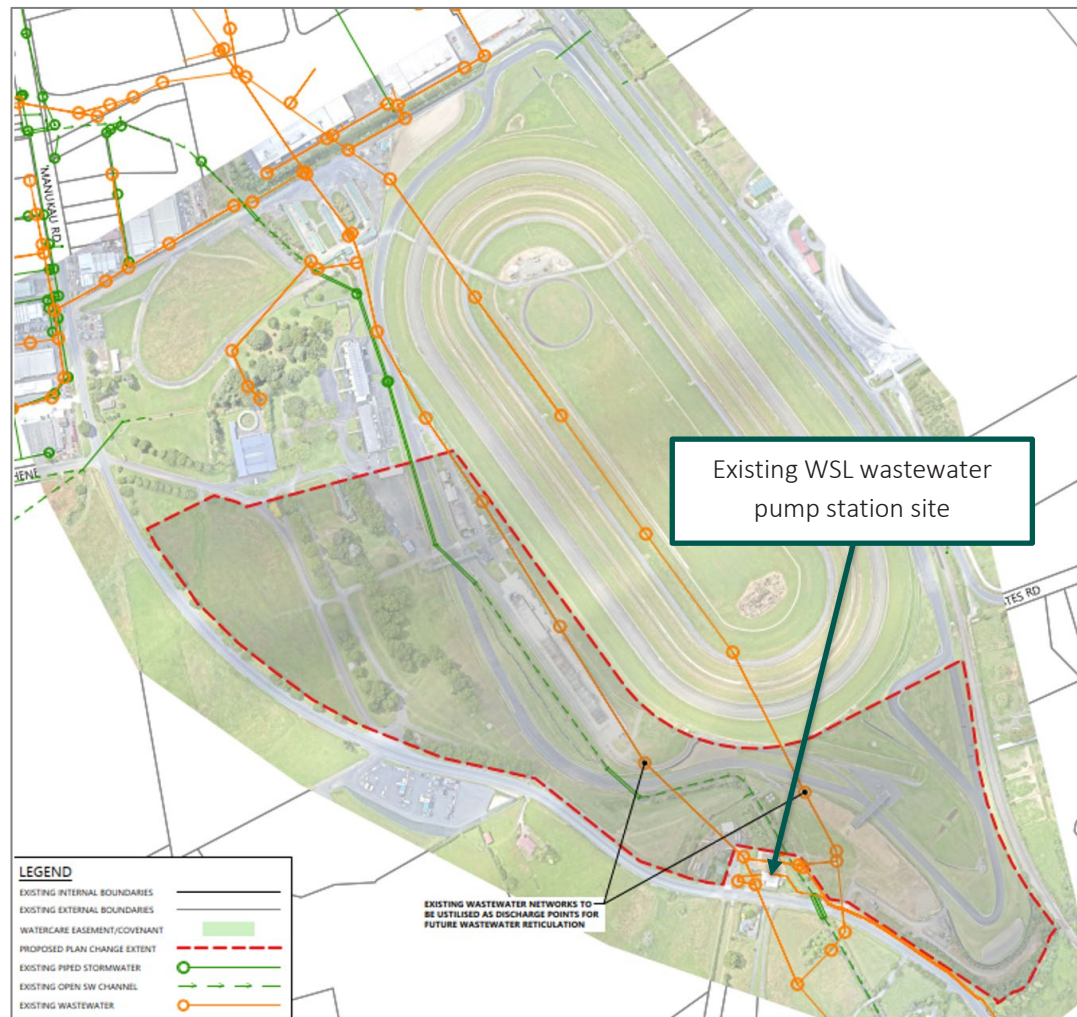 MANUKAU RD
HENE
Existing WSL wastewater
pump station site
TES RD
EXISTING WASTEWATER NETWORKS TO
BE USTILISED AS DISCHARGE POINTS FOR
FUTURE WASTEWATER RETICULATION
LEGEND
EXISTING INTERNAL BOUNDARIES
EXISTING EXTERNAL BOUNDARIES
WATERCARE EASEMENT/COVENANT
PROPOSED PLAN CHANGE EXTENT
EXISTING PIPED STORMWATER
EXISTING OPEN SW CHANNEL
EXISTING WASTEWATER